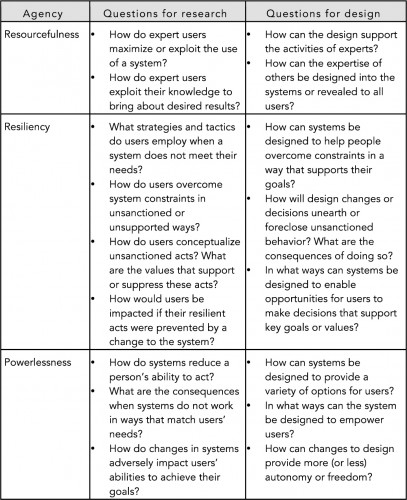 Agency
Questions for research
Questions for design
Resourcefulness
• How do expert users
maximize or exploit the use
of a system?
• How do expert users
exploit their knowledge to
bring about desired results?
• How can the design support
the activities of experts?
• How can the expertise of
others be designed into the
systems or revealed to all
users?
Resiliency
• What strategies and tactics
do users employ when a
system does not meet their
needs?
• How do users overcome
system constraints in
unsanctioned or
unsupported ways?
• How do users conceptualize
unsanctioned acts? What
are the values that support
or suppress these acts?
• How would users be
impacted if their resilient
acts were prevented by a
change to the system?
• How can systems be
designed to help people
overcome constraints in a
way that supports their
goals?
• How will design changes or
decisions unearth or
foreclose unsanctioned
behavior? What are the
consequences of doing so?
• In what ways can systems be
designed to enable
opportunities for users to
make decisions that support
key goals or values?
Powerlessness
• How do systems reduce a
person's ability to act?
• What are the consequences
when systems do not work in
ways that match users'
needs?
• How do changes in systems
adversely impact users'
abilities to achieve their
goals?
• How can systems be
designed to provide a
variety of options for users?
• In what ways can the system
be designed to empower
users?
• How can changes to design
provide more (or less)
autonomy or freedom?